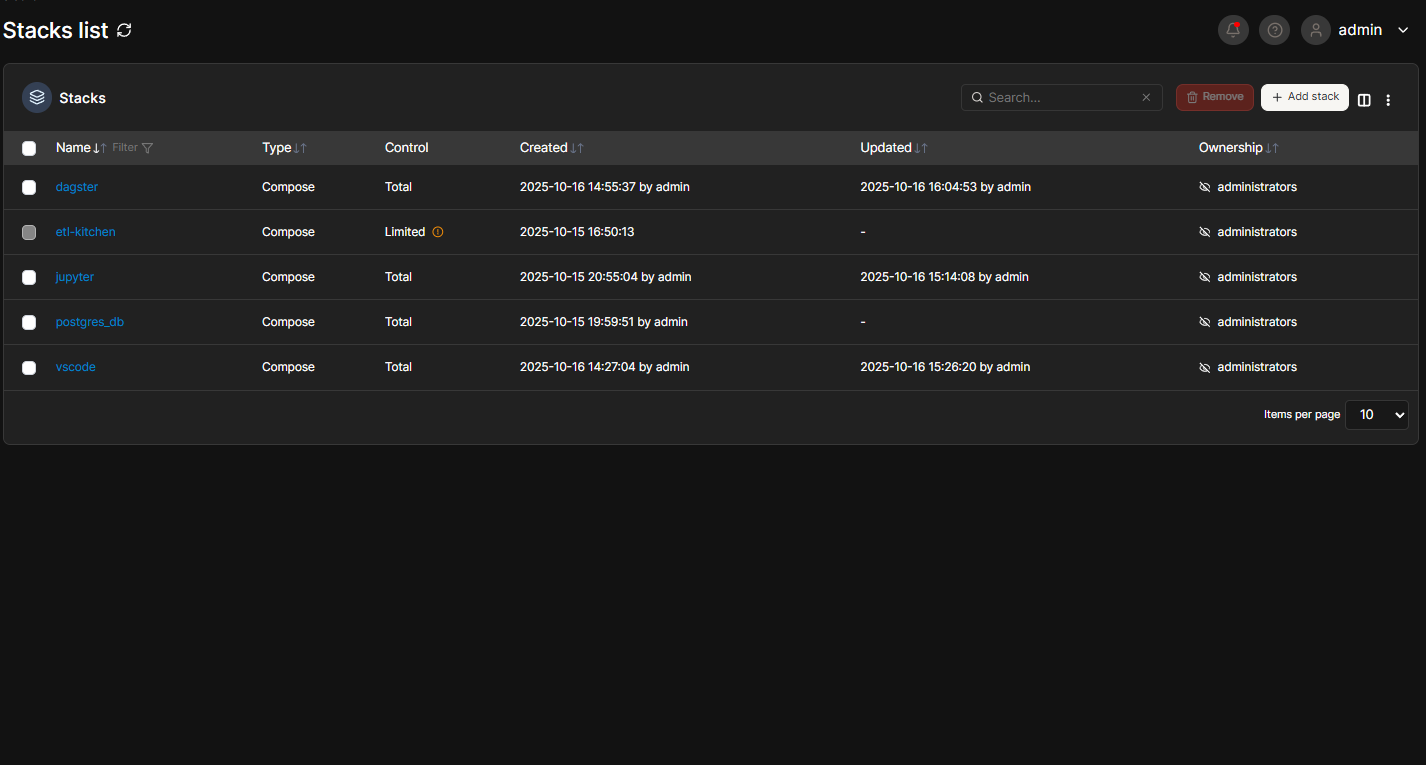 Stacks list
admin
Stacks
Search...
Remove
+ Add stack
Name Filter Type Control Created Updated Ownership
dagster Compose Total 2025-10-16 14:55:37 by admin 2025-10-16 16:04:53 by admin administrators
etl-kitchen Compose Limited 2025-10-15 16:50:13 - administrators
jupyter Compose Total 2025-10-15 20:55:04 by admin 2025-10-16 15:14:08 by admin administrators
postgres_db Compose Total 2025-10-15 19:59:51 by admin - administrators
vscode Compose Total 2025-10-16 14:27:04 by admin 2025-10-16 15:26:20 by admin administrators
Items per page 10